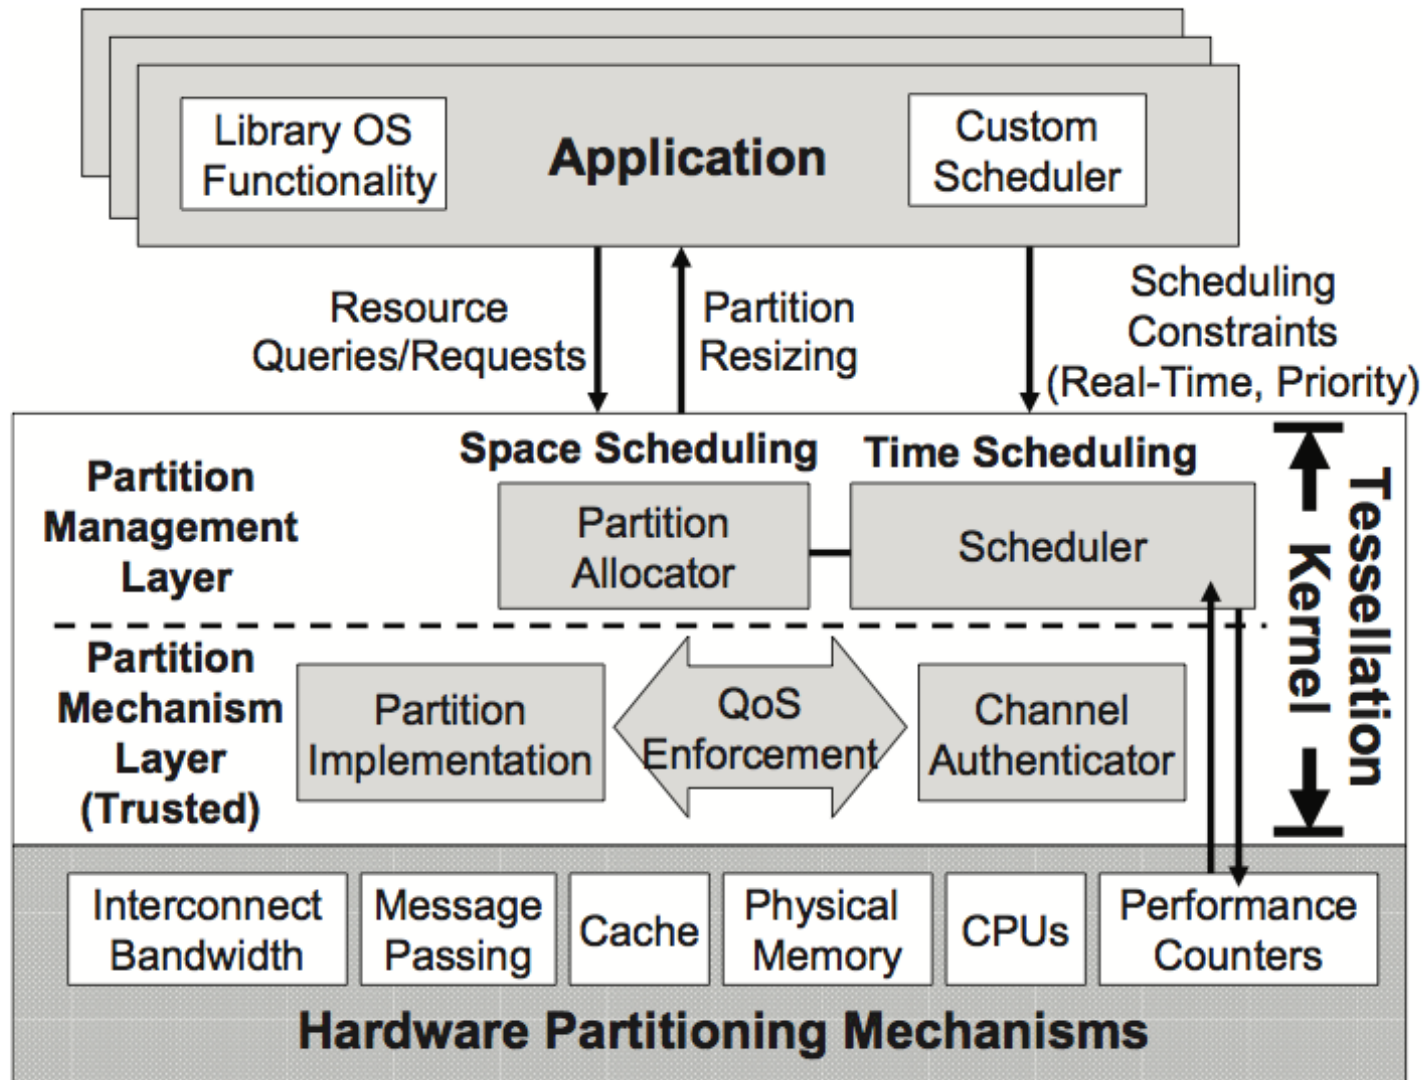 Library OS
Functionality
Application
Custom
Scheduler
Resource
Queries/Requests
Partition
Resizing
Scheduling
Constraints
(Real-Time, Priority)
Space Scheduling
Time Scheduling
Partition
Management
Layer
Partition
Allocator
Scheduler
Tessellation
Kernel
Partition
Mechanism
Layer
(Trusted)
Partition
Implementation
QoS
Enforcement
Channel
Authenticator
Interconnect
Bandwidth
Message
Passing
Cache
Physical
Memory
CPUs
Performance
Counters
Hardware Partitioning Mechanisms